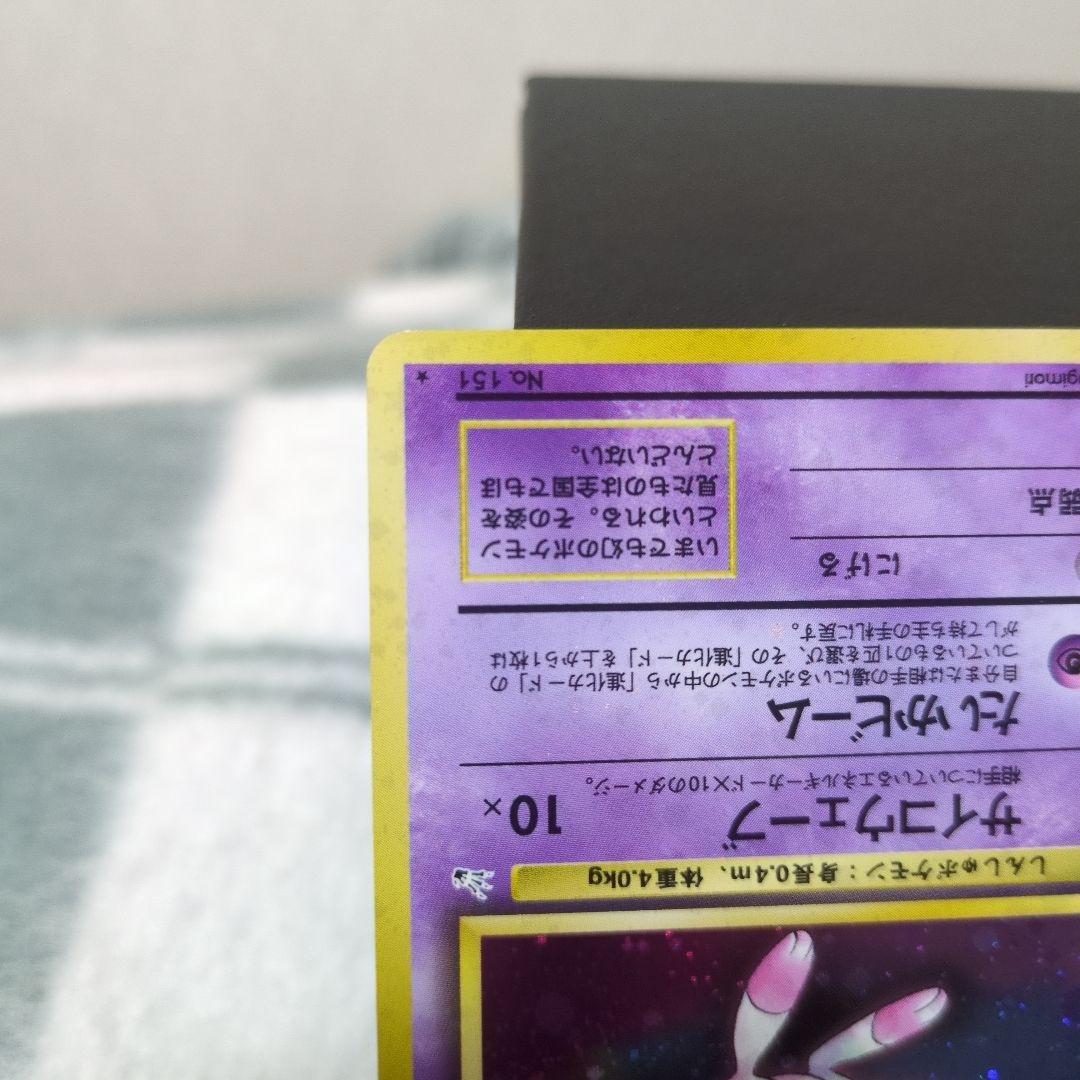 しんしゅポケモン：身長0.4m、体重4.0kg
サイコウェーブ 10×
相手についているエネルギーカード×10のダメージ。
たいかビーム
自分または相手の場にいるポケモンの中から「進化カード」の
ついているもの1匹を選び、その「進化カード」を上から1枚は
がして持ち主の手札に戻す。
にげる
弱点
いまでも幻のポケモン
といわれる。その姿を
見たものは全国でもほ
とんどいない。
No. 151 ★